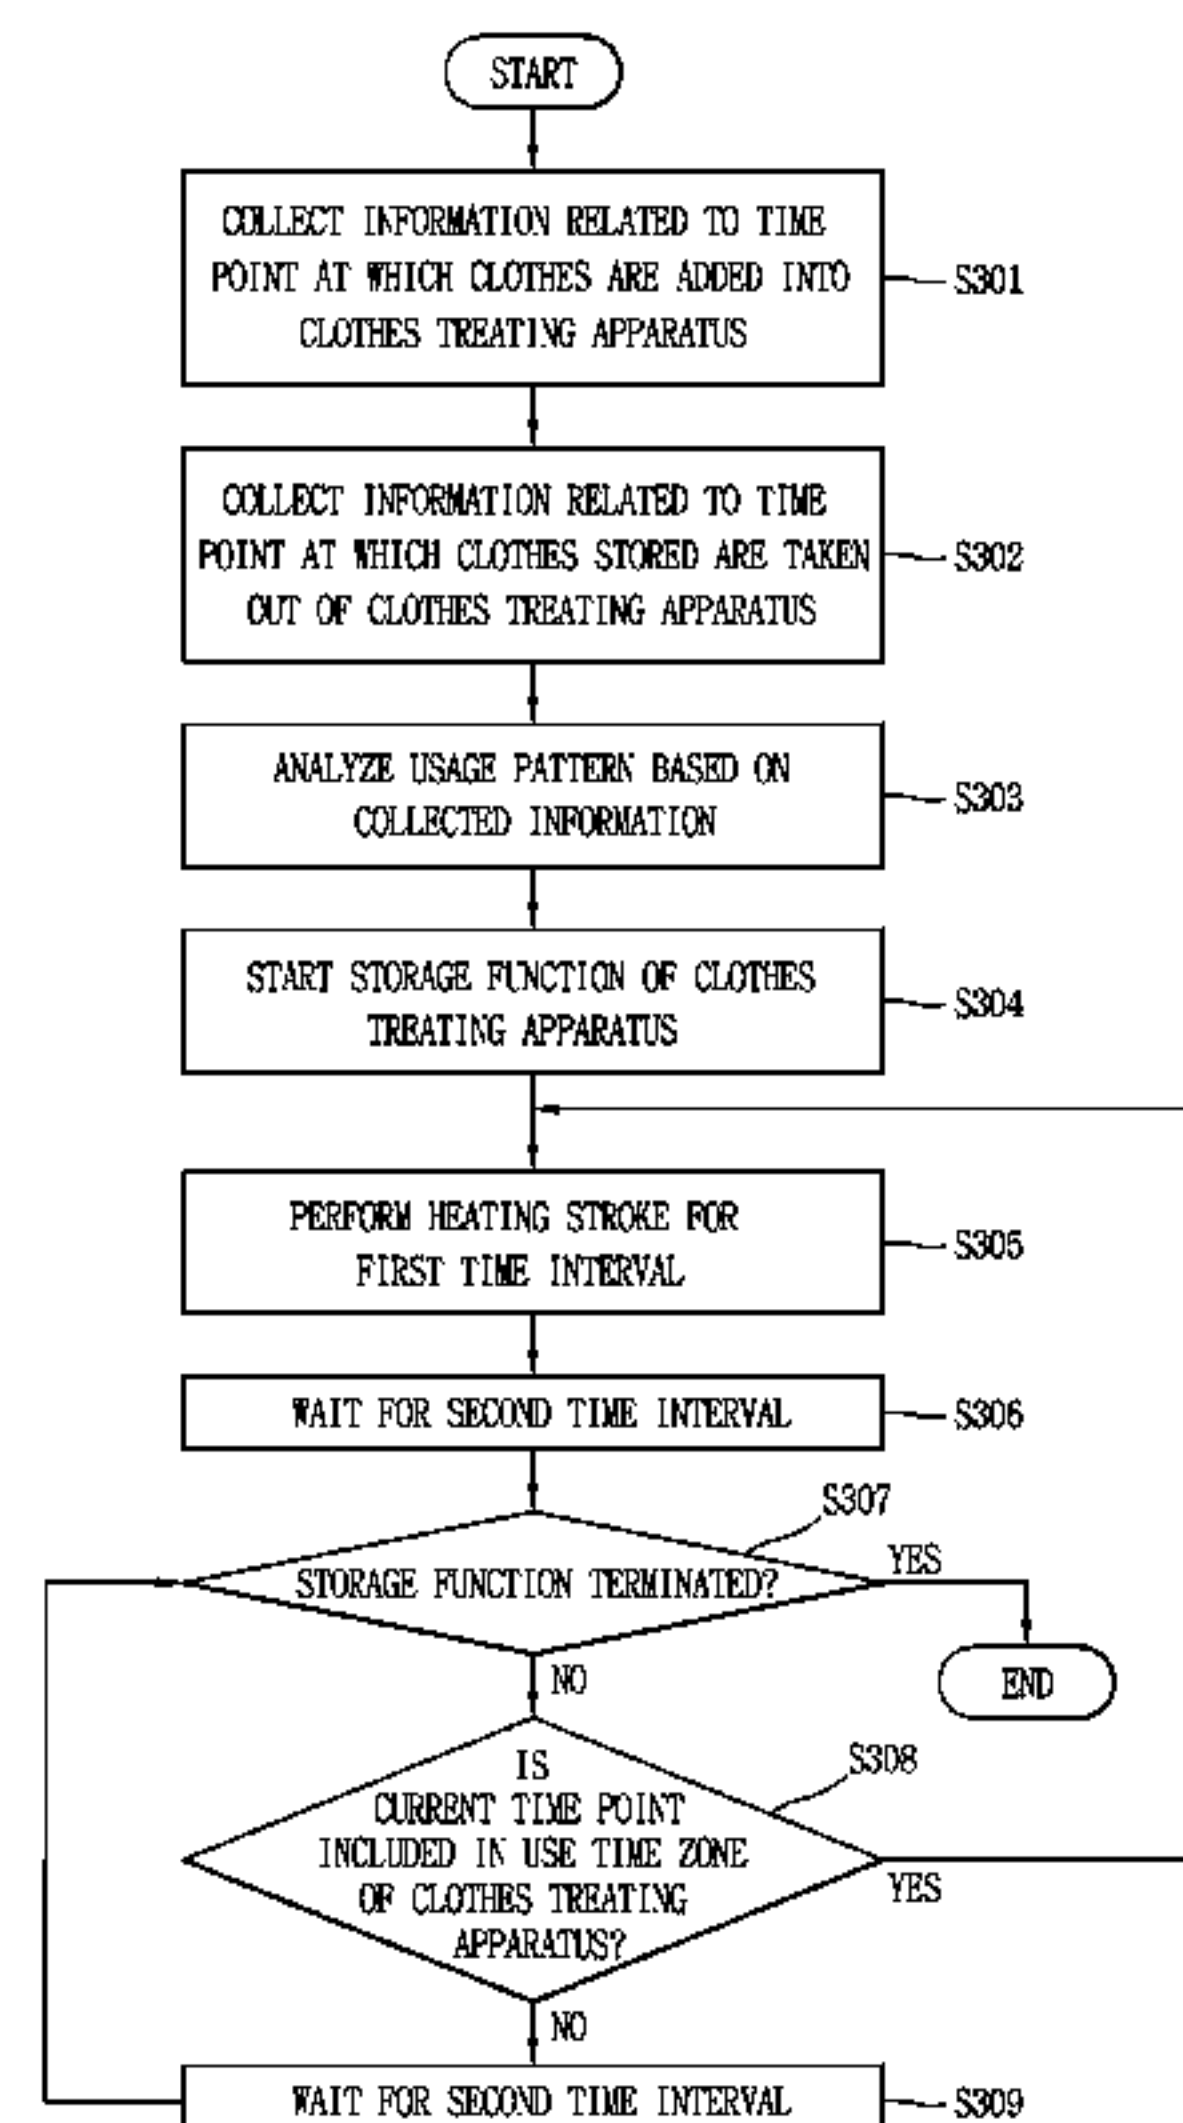 START
COLLECT INFORMATION RELATED TO TIME
POINT AT WHICH CLOTHES ARE ADDED INTO
CLOTHES TREATING APPARATUS
S301
COLLECT INFORMATION RELATED TO TIME
POINT AT WHICH CLOTHES STORED ARE TAKEN
OUT OF CLOTHES TREATING APPARATUS
S302
ANALYZE USAGE PATTERN BASED ON
COLLECTED INFORMATION
S303
START STORAGE FUNCTION OF CLOTHES
TREATING APPARATUS
S304
PERFORM HEATING STROKE FOR
FIRST TIME INTERVAL
S305
WAIT FOR SECOND TIME INTERVAL
S306
S307
STORAGE FUNCTION TERMINATED?
YES
END
NO
S308
IS
CURRENT TIME POINT
INCLUDED IN USE TIME ZONE
OF CLOTHES TREATING
APPARATUS?
YES
NO
WAIT FOR SECOND TIME INTERVAL
S309